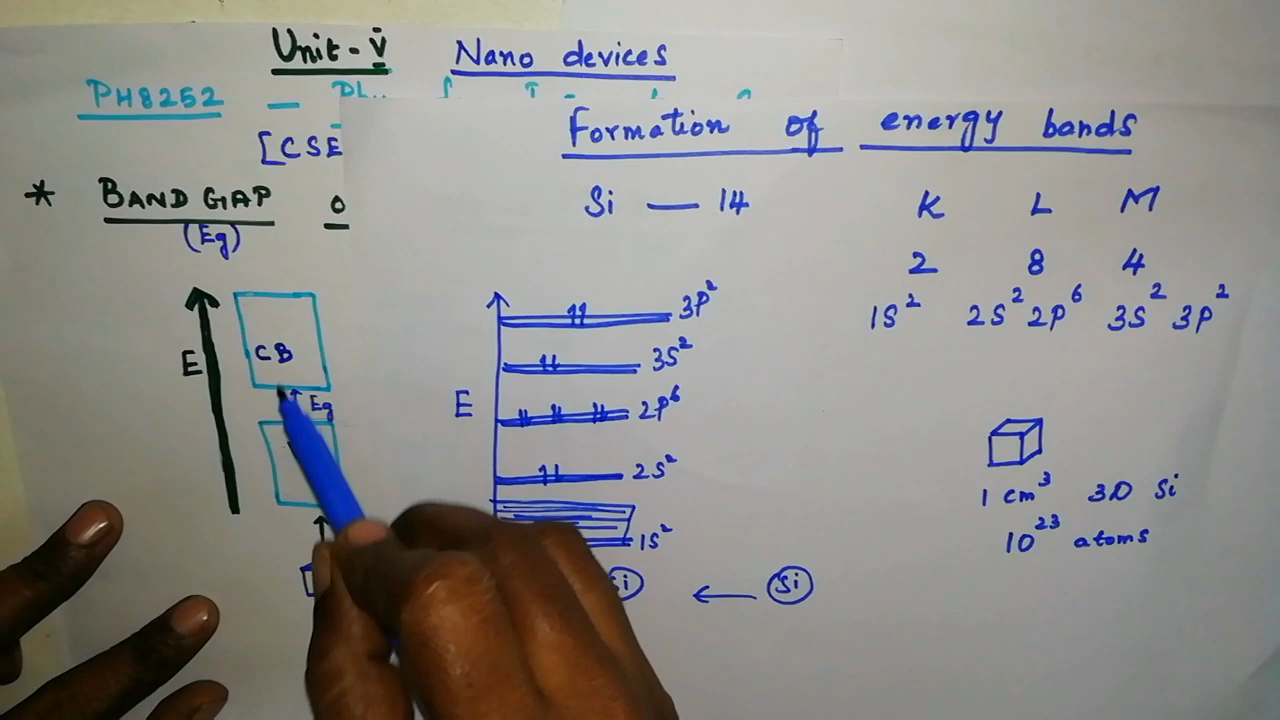 Unit - V Nano devices
PH8252 —
[CSE
* BAND GAP
(Eg)
E
CB
Eg
Formation of energy bands
Si — 14
K L M
2 8 4
1S² 2S² 2P⁶ 3S² 3P²
3P²
3S²
E
2P⁶
2S²
1S²
Si ← Si
1 cm³ 3D Si
10²³ atoms